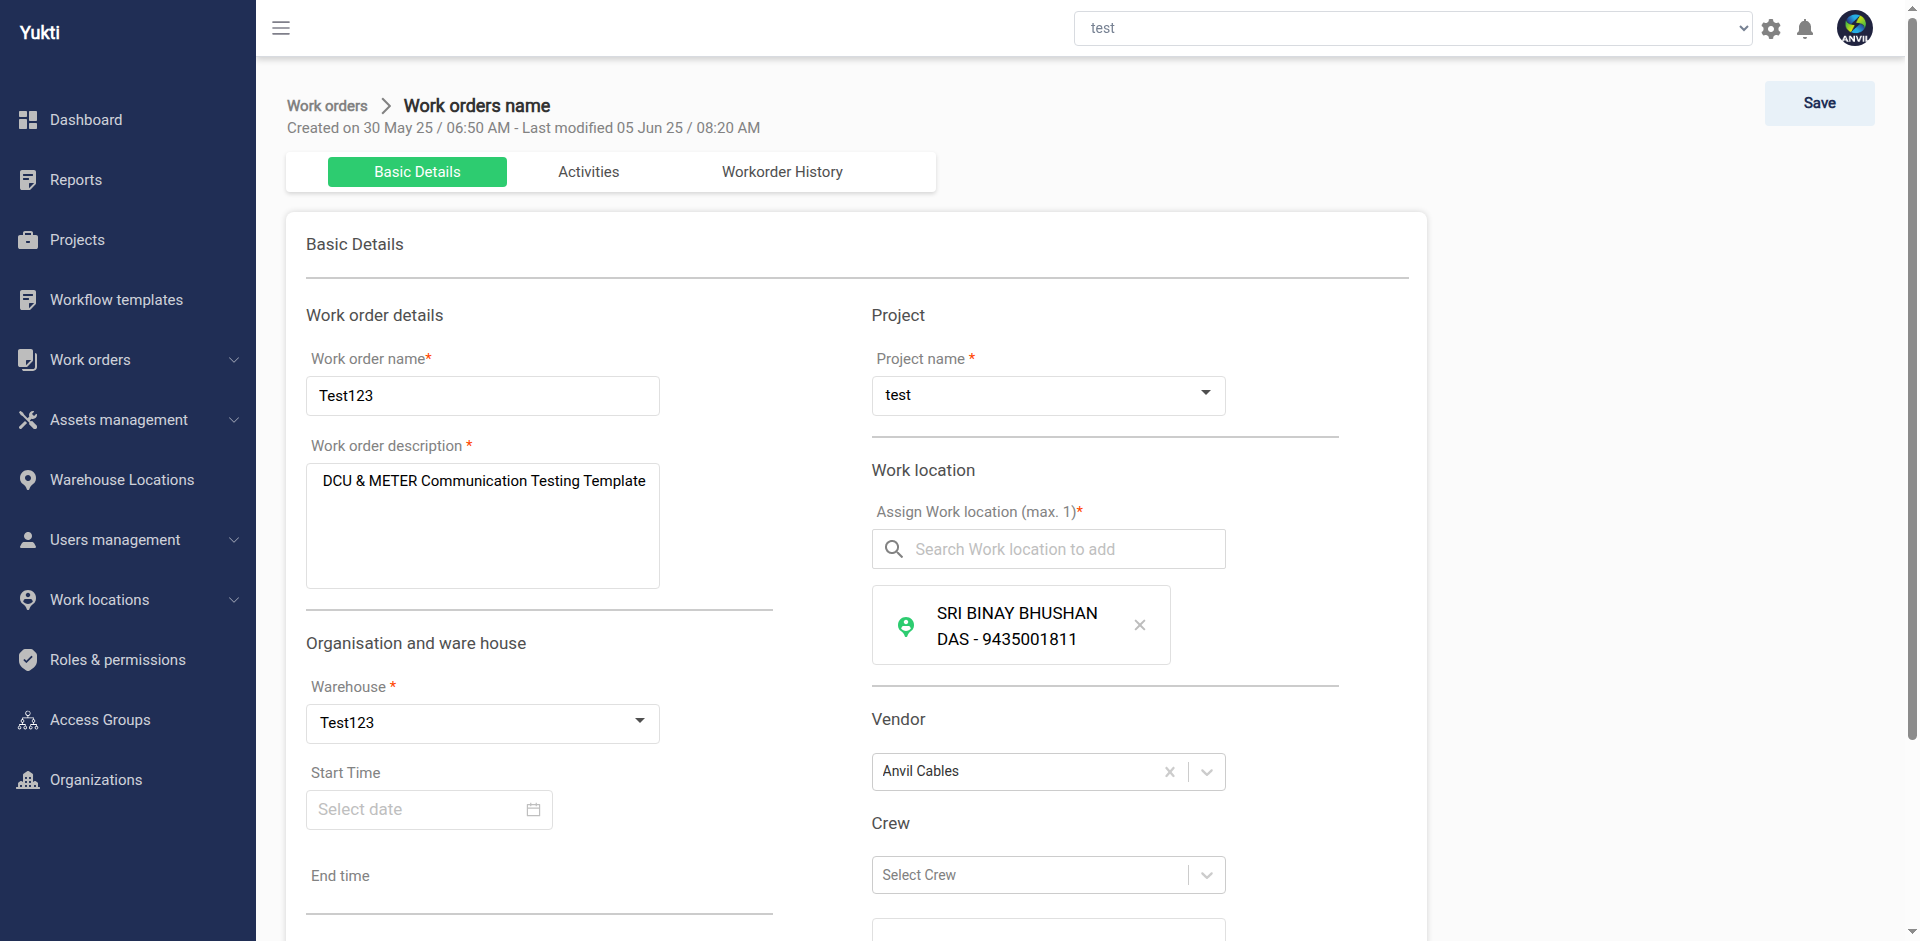 Yukti
test
ANVIL
Dashboard
Reports
Projects
Workflow templates
Work orders
Assets management
Warehouse Locations
Users management
Work locations
Roles & permissions
Access Groups
Organizations
Work orders
Work orders name
Created on 30 May 25 / 06:50 AM - Last modified 05 Jun 25 / 08:20 AM
Save
Basic Details
Activities
Workorder History
Basic Details
Work order details
Work order name*
Test123
Work order description *
DCU & METER Communication Testing Template
Organisation and ware house
Warehouse *
Test123
Start Time
Select date
End time
Project
Project name *
test
Work location
Assign Work location (max. 1)*
Search Work location to add
SRI BINAY BHUSHAN
DAS - 9435001811
Vendor
Anvil Cables
Crew
Select Crew